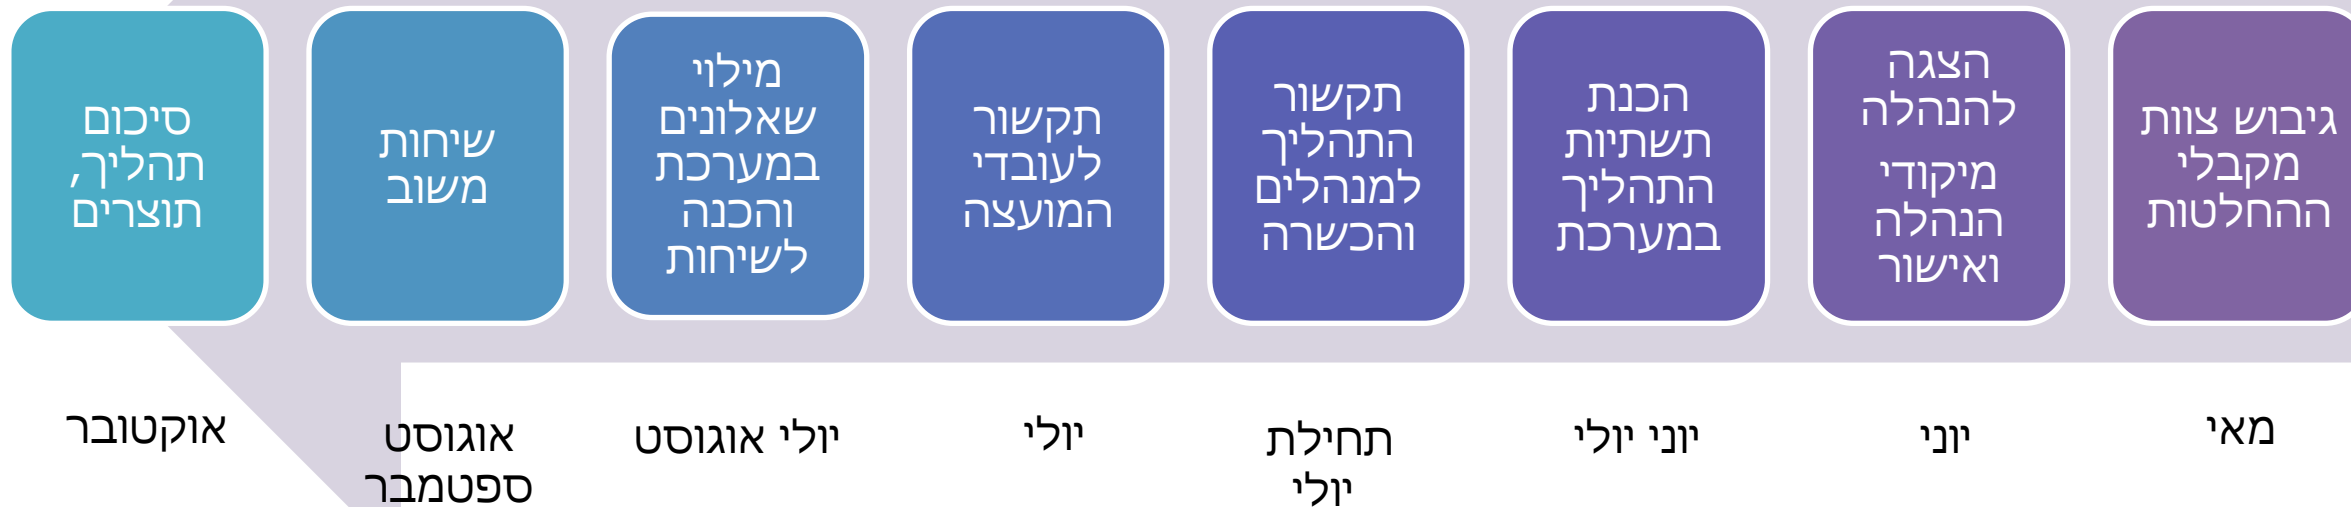 גיבוש צוות
מקבלי
ההחלטות
הצגה
להנהלה
מיקודי
הנהלה
ואישור
הכנת
תשתיות
התהליך
במערכת
תקשור
התהליך
למנהלים
והכשרה
תקשור
לעובדי
המועצה
מילוי
שאלונים
במערכת
והכנה
לשיחות
שיחות
משוב
סיכום
תהליך,
תוצרים
מאי
יוני
יוני יולי
תחילת
יולי
יולי
יולי אוגוסט
אוגוסט
ספטמבר
אוקטובר